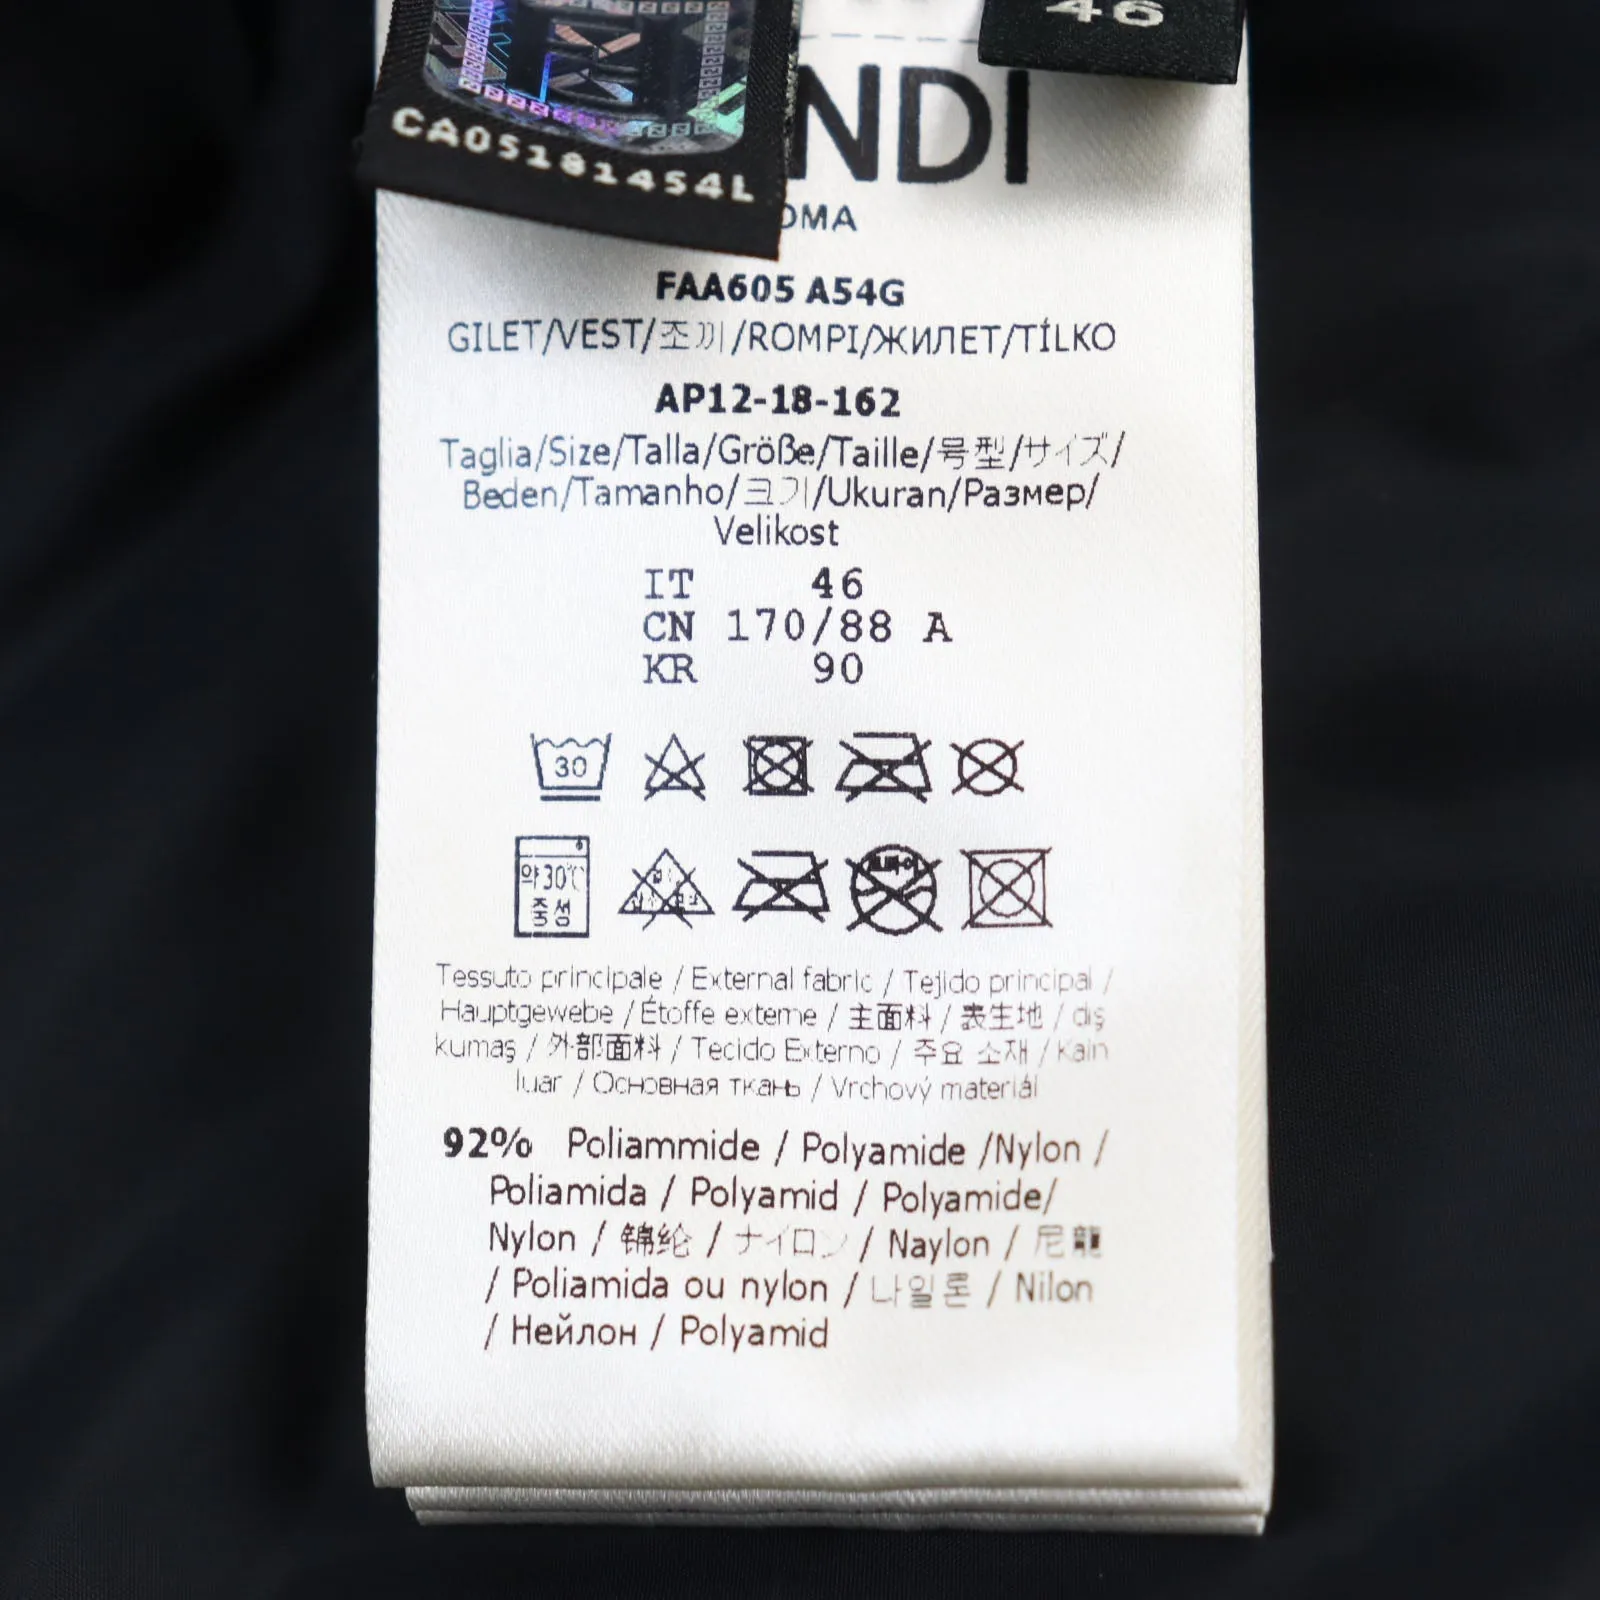 46
NDI
CA05181454L
OMA
FAA605 A54G
GILET/VEST/조끼/ROMPI/ЖИЛЕТ/TÍLKO
AP12-18-162
Taglia/Size/Talla/Größe/Taille/号型/サイズ/
Beden/Tamanho/크기/Ukuran/Размер/
Velikost
IT 46
CN 170/88 A
KR 90
30
약30℃
중성
Tessuto principale / External fabric / Tejido principal /
Hauptgewebe / Étoffe externe / 主面料 / 表生地 / dış
kumaş / 外部面料 / Tecido Externo / 주요 소재 / Kain
luar / Основная ткань / Vrchový materiál
92% Poliammide / Polyamide /Nylon /
Poliamida / Polyamid / Polyamide/
Nylon / 锦纶 / ナイロン / Naylon / 尼龍
/ Poliamida ou nylon / 나일론 / Nilon
/ Нейлон / Polyamid